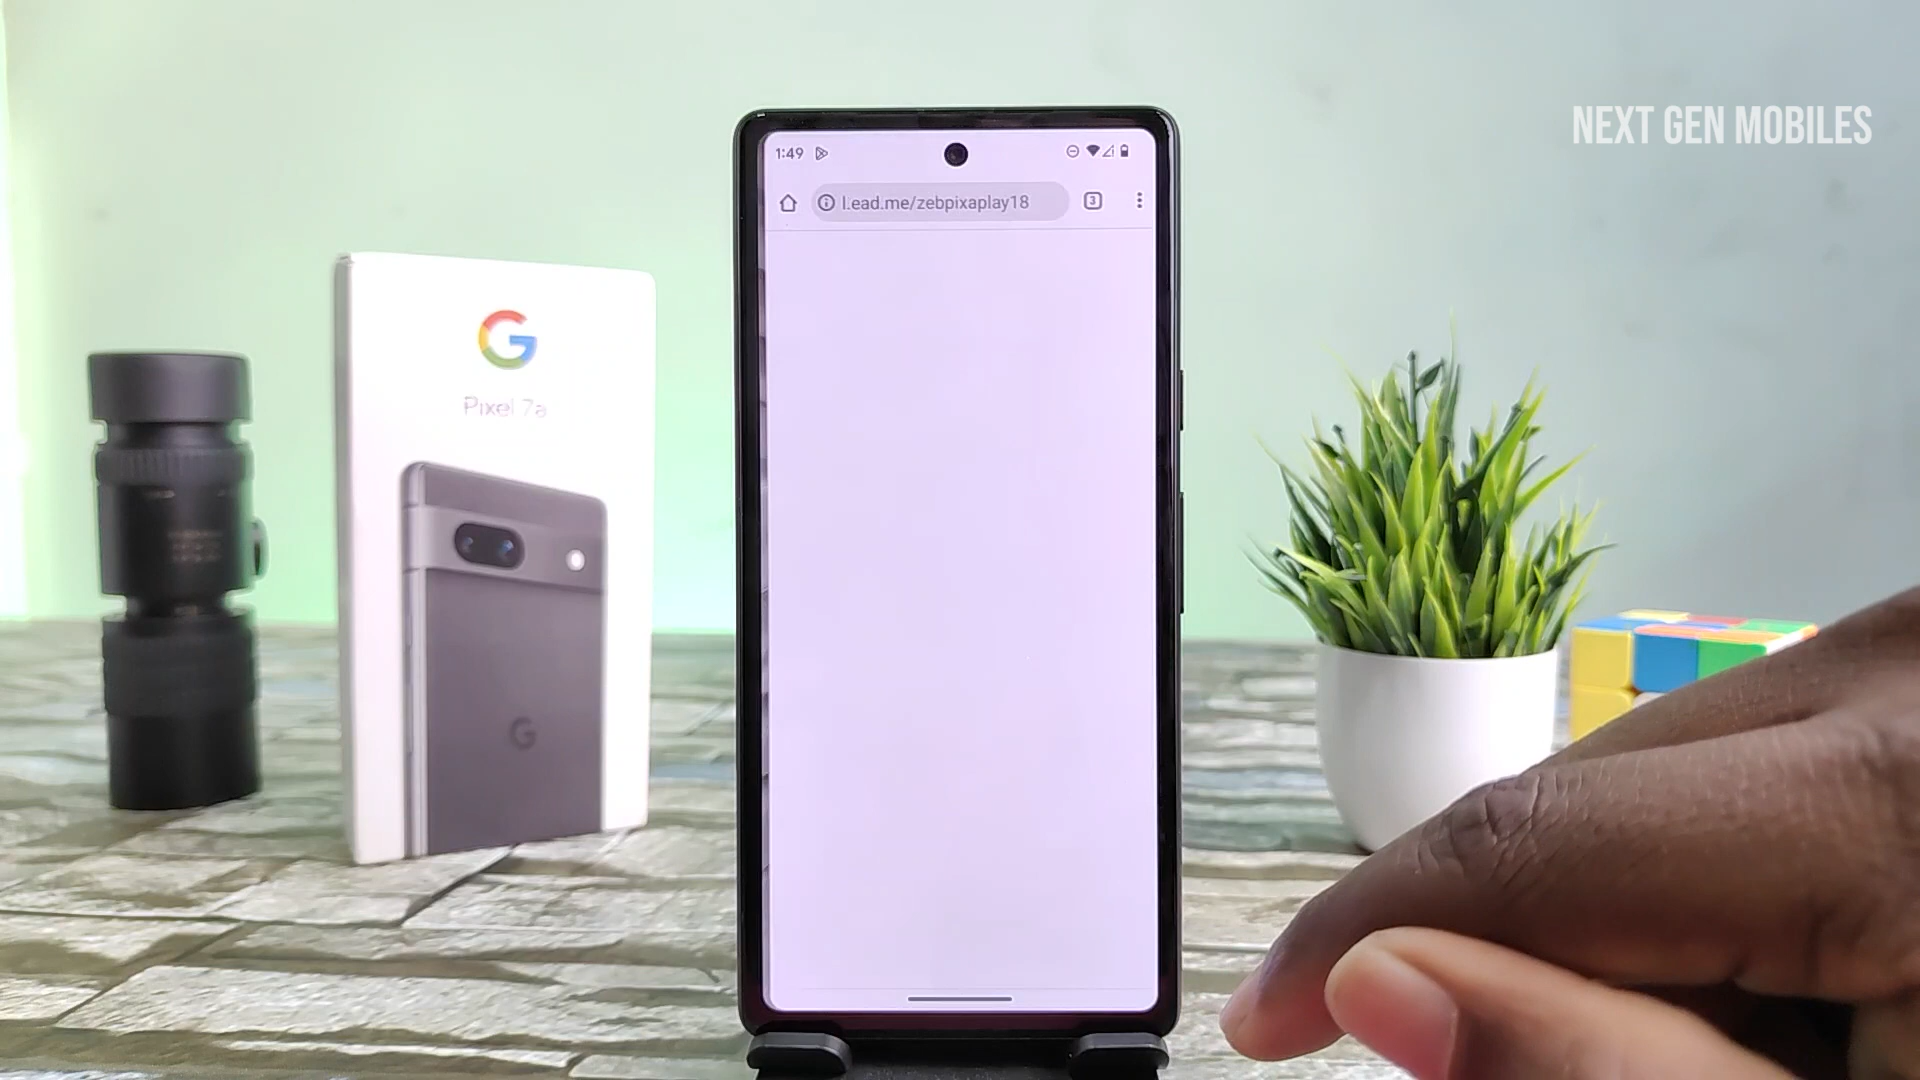 NEXT GEN MOBILES
1:49
l.ead.me/zebpixaplay18
3
G
Pixel 7a
G